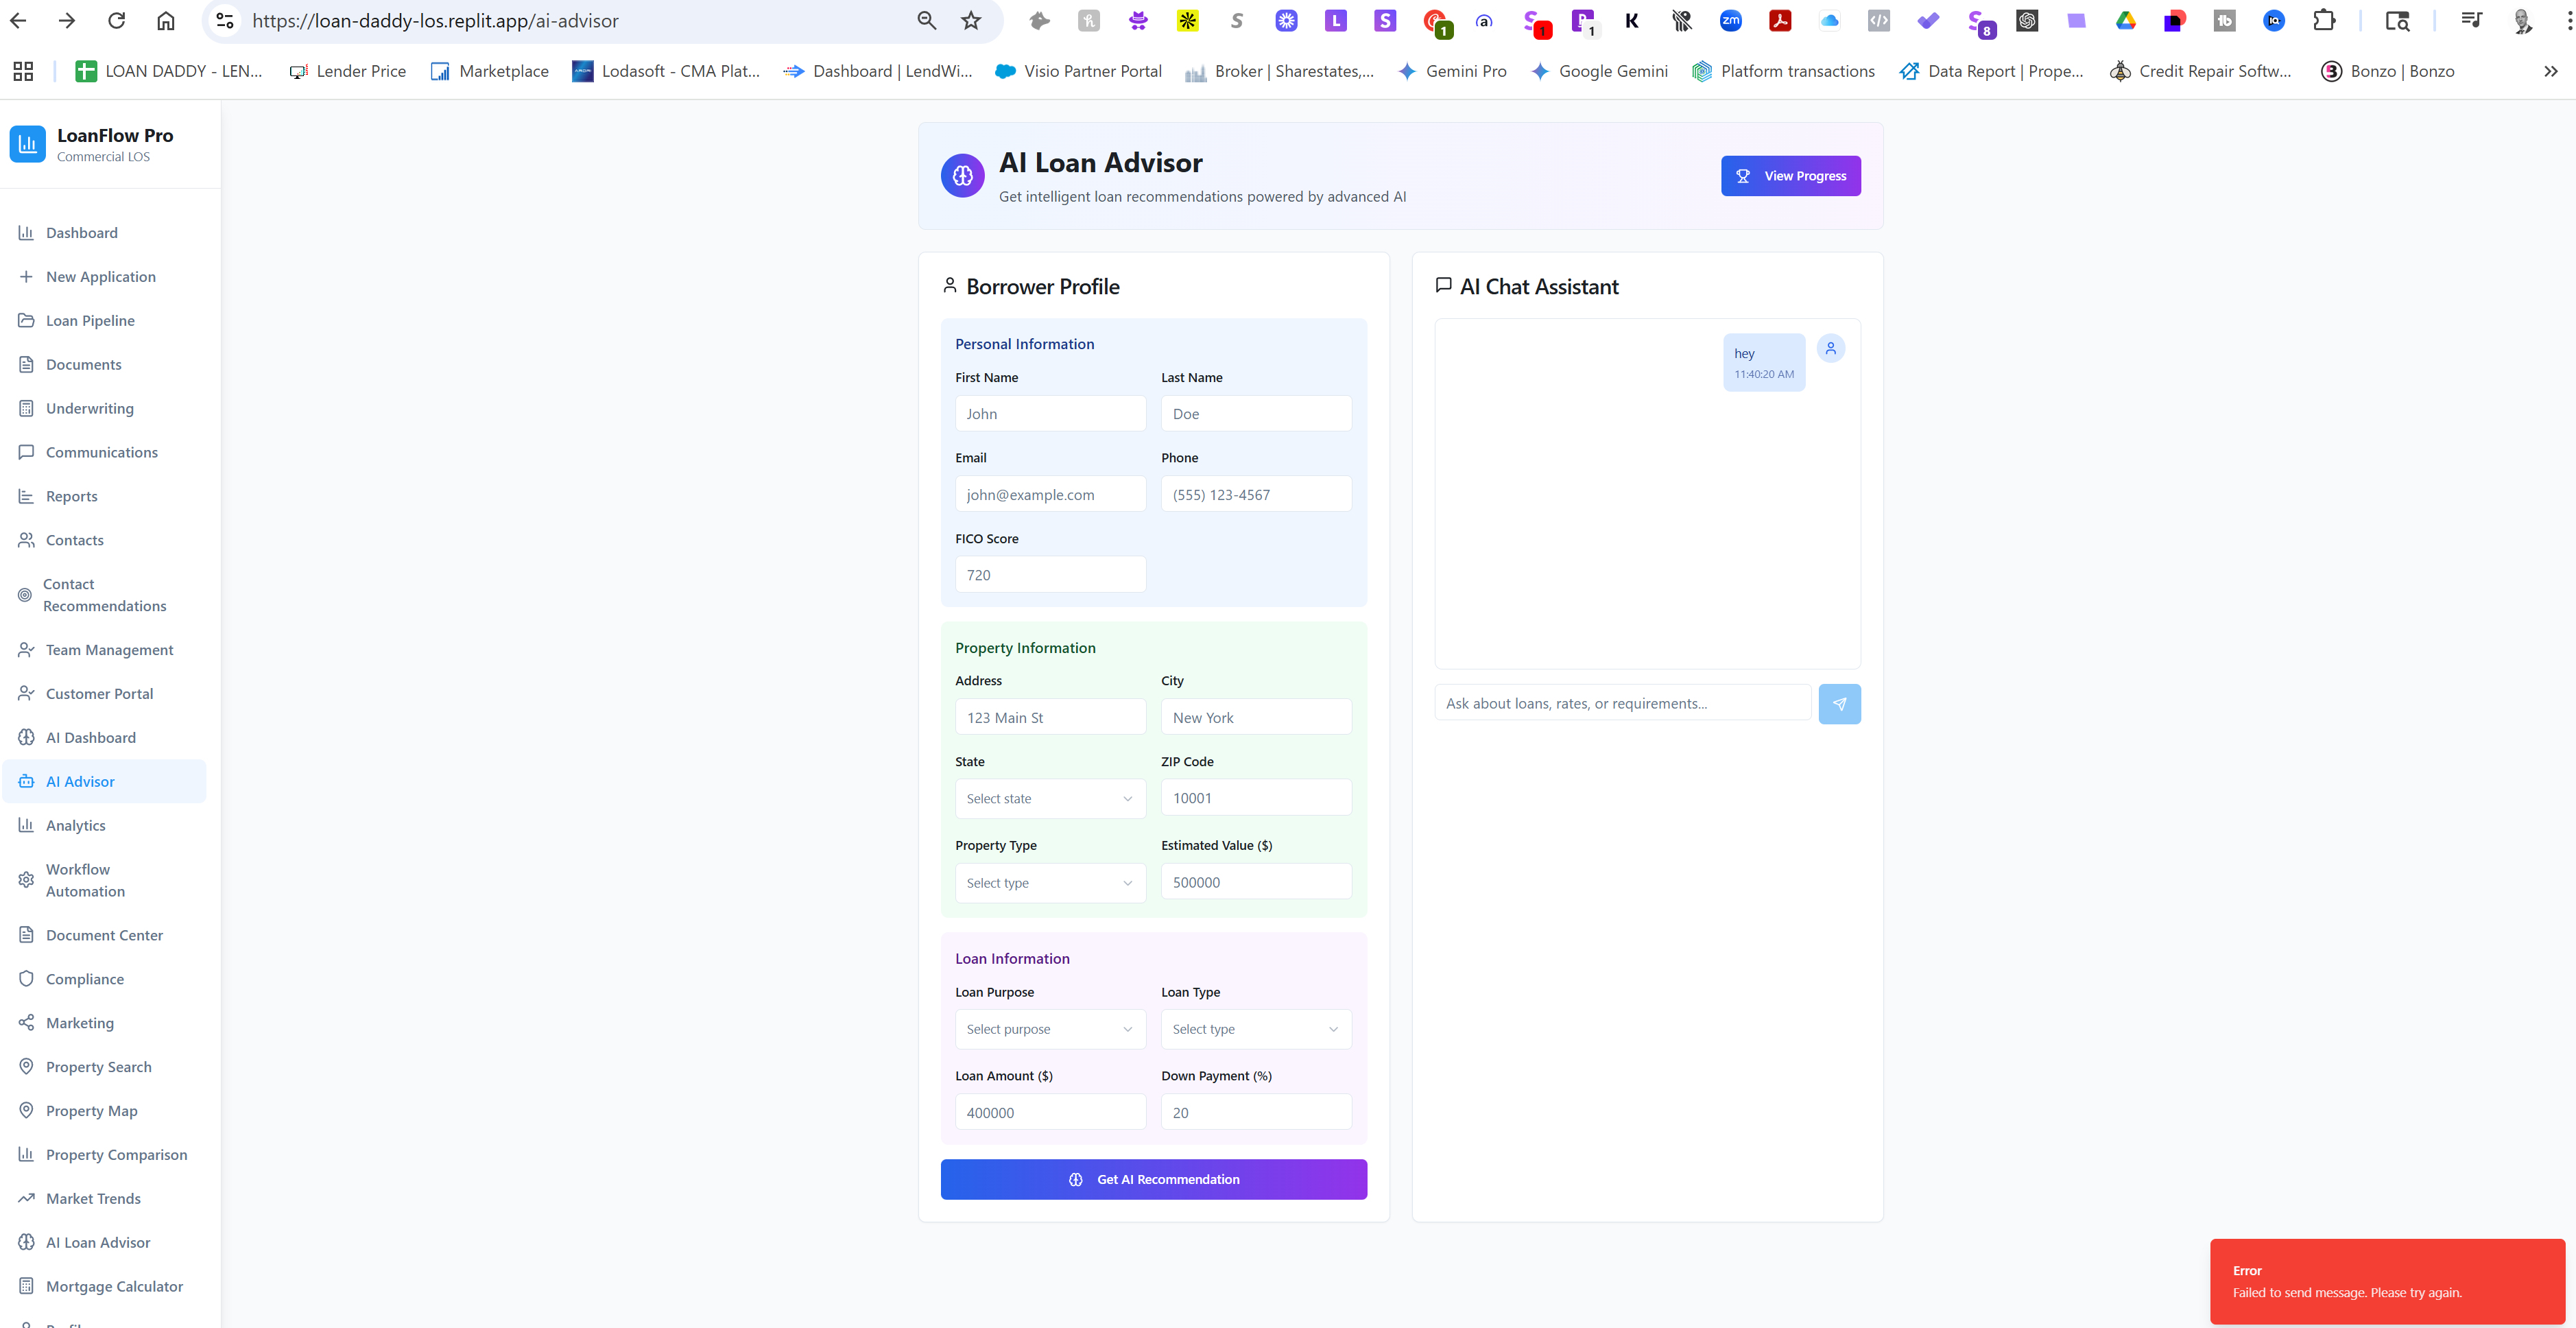 https://loan-daddy-los.replit.app/ai-advisor
1
1
1
8
LOAN DADDY - LEN...
Lender Price
Marketplace
Lodasoft - CMA Plat...
Dashboard | LendWi...
Visio Partner Portal
Broker | Sharestates,...
Gemini Pro
Google Gemini
Platform transactions
Data Report | Prope...
Credit Repair Softw...
Bonzo | Bonzo
LoanFlow Pro
Commercial LOS
Dashboard
New Application
Loan Pipeline
Documents
Underwriting
Communications
Reports
Contacts
Contact
Recommendations
Team Management
Customer Portal
AI Dashboard
AI Advisor
Analytics
Workflow
Automation
Document Center
Compliance
Marketing
Property Search
Property Map
Property Comparison
Market Trends
AI Loan Advisor
Mortgage Calculator
AI Loan Advisor
Get intelligent loan recommendations powered by advanced AI
View Progress
Borrower Profile
Personal Information
First Name Last Name
John Doe
Email Phone
john@example.com (555) 123-4567
FICO Score
720
Property Information
Address City
123 Main St New York
State ZIP Code
Select state 10001
Property Type Estimated Value ($)
Select type 500000
Loan Information
Loan Purpose Loan Type
Select purpose Select type
Loan Amount ($) Down Payment (%)
400000 20
Get AI Recommendation
AI Chat Assistant
hey
11:40:20 AM
Ask about loans, rates, or requirements...
Error
Failed to send message. Please try again.